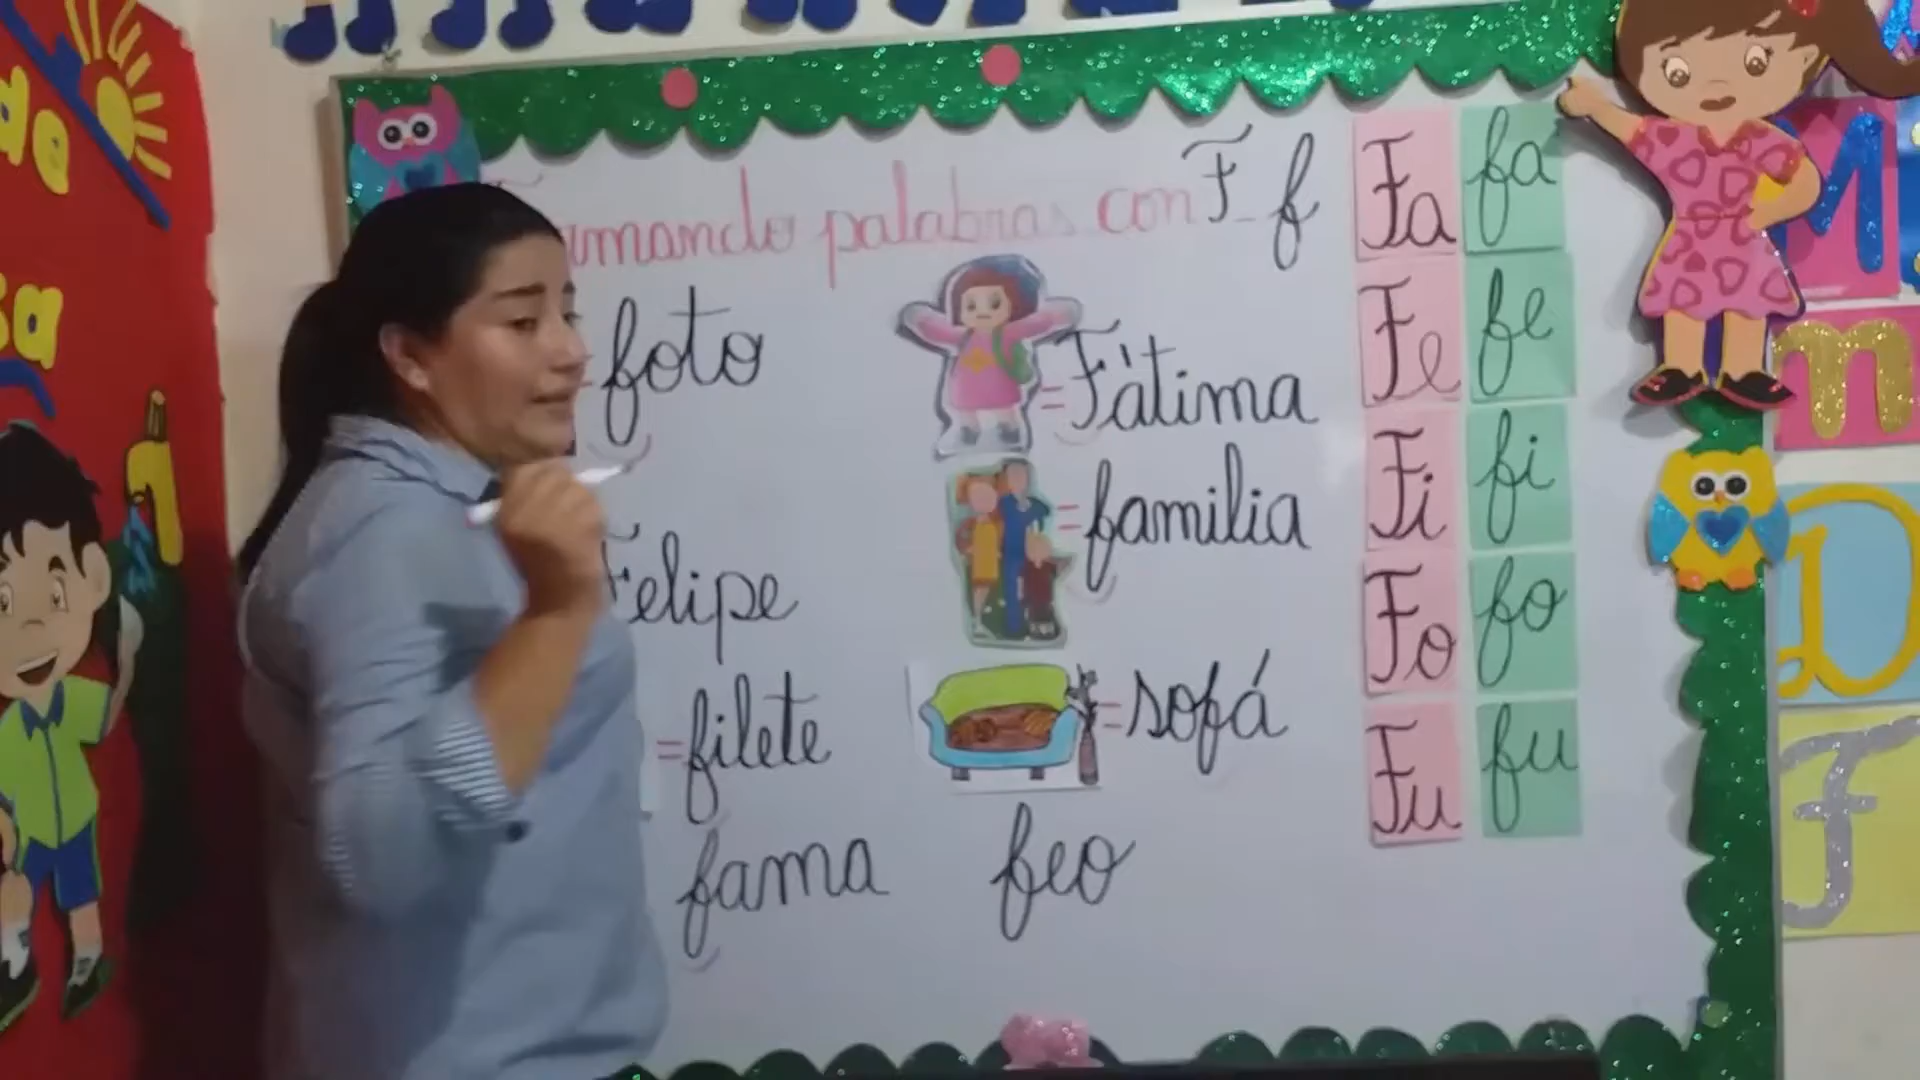 palabras con F f
foto
Fátima
familia
Felipe
=filete
=sofá
fama
feo
Fa fa
Fe fe
Fi fi
Fo fo
Fu fu
M
m
D
F